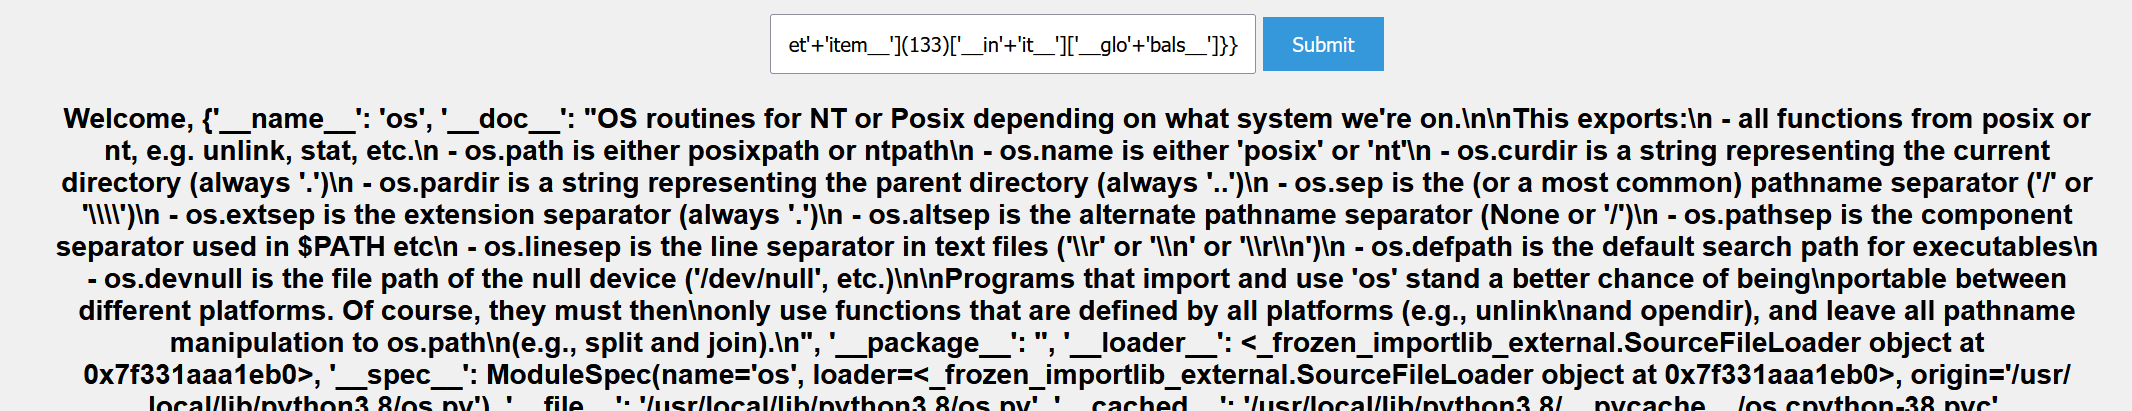 et'+'item__'](133)['__in'+'it__']['__glo'+'bals__']}}
Submit
Welcome, {'__name__': 'os', '__doc__': "OS routines for NT or Posix depending on what system we're on.\n\nThis exports:\n - all functions from posix or
nt, e.g. unlink, stat, etc.\n - os.path is either posixpath or ntpath\n - os.name is either 'posix' or 'nt'\n - os.curdir is a string representing the current
directory (always '.')\n - os.pardir is a string representing the parent directory (always '..')\n - os.sep is the (or a most common) pathname separator ('/' or
'\\\\')\n - os.extsep is the extension separator (always '.')\n - os.altsep is the alternate pathname separator (None or '/')\n - os.pathsep is the component
separator used in $PATH etc\n - os.linesep is the line separator in text files ('\\r' or '\\n' or '\\r\\n')\n - os.defpath is the default search path for executables\n
- os.devnull is the file path of the null device ('/dev/null', etc.)\n\nPrograms that import and use 'os' stand a better chance of being\nportable between
different platforms. Of course, they must then\nonly use functions that are defined by all platforms (e.g., unlink\nand opendir), and leave all pathname
manipulation to os.path\n(e.g., split and join).\n", '__package__': '', '__loader__': <_frozen_importlib_external.SourceFileLoader object at
0x7f331aaa1eb0>, '__spec__': ModuleSpec(name='os', loader=<_frozen_importlib_external.SourceFileLoader object at 0x7f331aaa1eb0>, origin='/usr/
local/lib/python3.8/os.py'), '__file__': '/usr/local/lib/python3.8/os.py', '__cached__': '/usr/local/lib/python3.8/__pycache__/os.cpython-38.pyc',